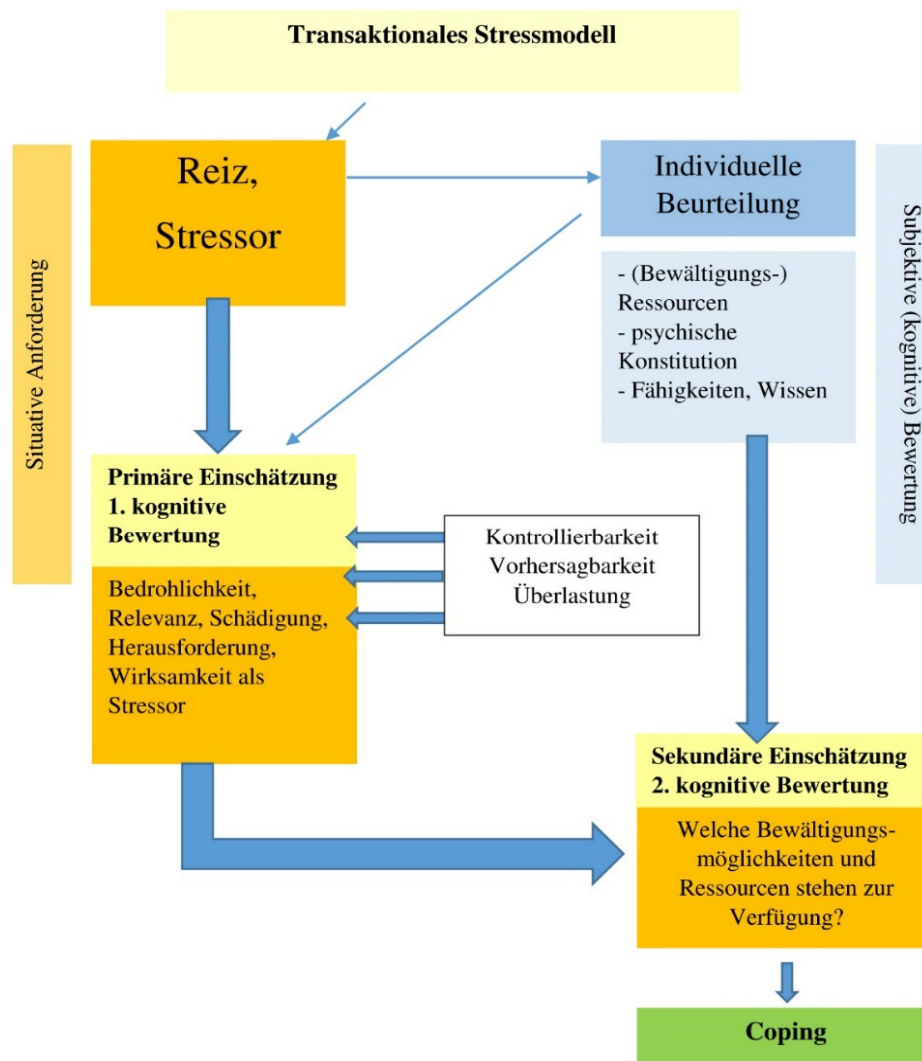 Transaktionales Stressmodell
Situative Anforderung
Reiz,
Stressor
Individuelle
Beurteilung
- (Bewältigungs-)
Ressourcen
- psychische
Konstitution
- Fähigkeiten, Wissen
Subjektive (kognitive) Bewertung
Primäre Einschätzung
1. kognitive
Bewertung
Bedrohlichkeit,
Relevanz, Schädigung,
Herausforderung,
Wirksamkeit als
Stressor
Kontrollierbarkeit
Vorhersagbarkeit
Überlastung
Sekundäre Einschätzung
2. kognitive Bewertung
Welche Bewältigungs-
möglichkeiten und
Ressourcen stehen zur
Verfügung?
Coping